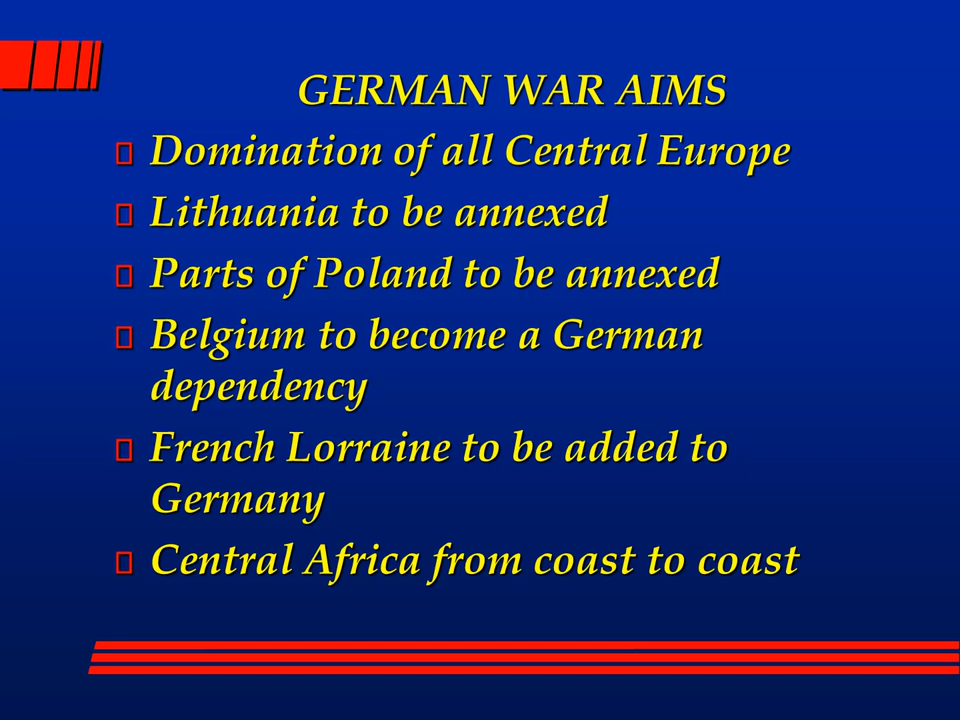 GERMAN WAR AIMS
Domination of all Central Europe
Lithuania to be annexed
Parts of Poland to be annexed
Belgium to become a German
dependency
French Lorraine to be added to
Germany
Central Africa from coast to coast